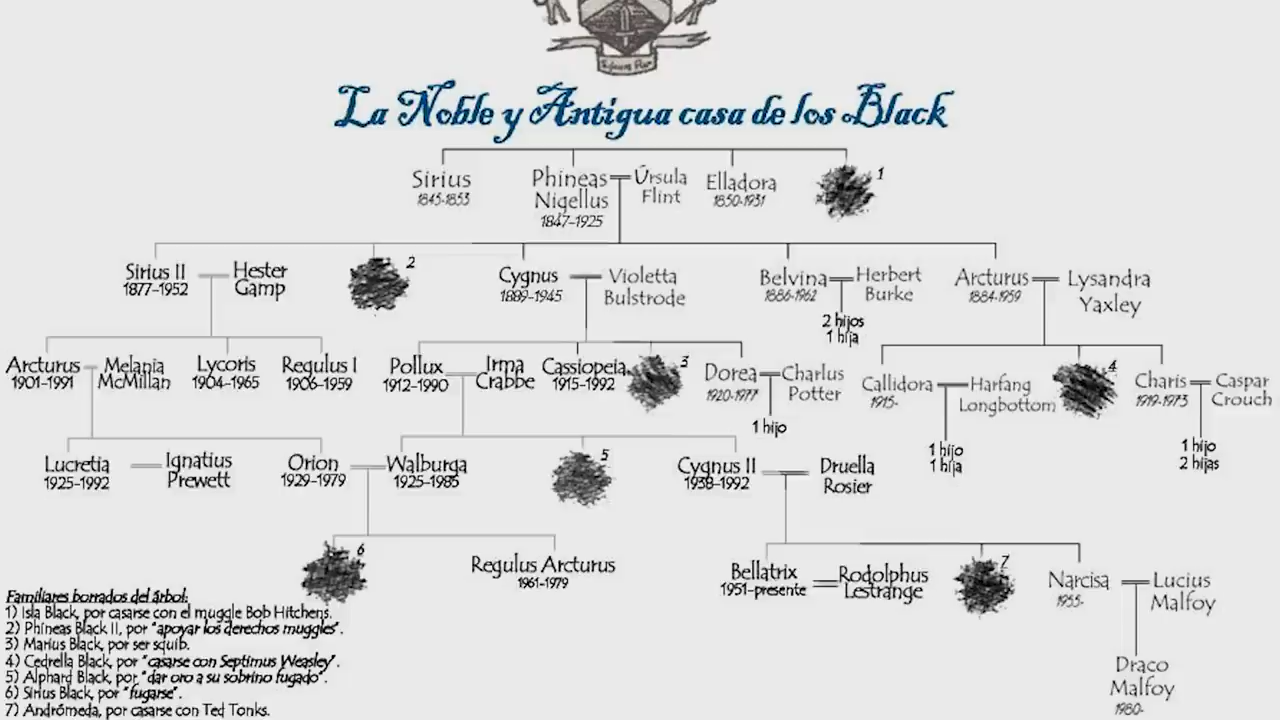 Toujours Pur
La Noble y Antigua casa de los Black
Sirius
1845-1853
Phineas
Nigellus
1847-1925
Úrsula
Flint
Elladora
1850-1931
1
Sirius II
1877-1952
Hester
Gamp
2
Cygnus
1889-1945
Violetta
Bulstrode
Belvina
1886-1962
Herbert
Burke
2 hijos
1 hija
Arcturus
1884-1959
Lysandra
Yaxley
Arcturus
1901-1991
Melania
McMillan
Lycoris
1904-1965
Regulus I
1906-1959
Pollux
1912-1990
Irma
Crabbe
Cassiopeia
1915-1992
3
Dorea
1920-1977
Charlus
Potter
1 hijo
Callidora
1915-
Harfang
Longbottom
1 hijo
1 hija
4
Charis
1919-1973
Caspar
Crouch
1 hijo
2 hijas
Lucretia
1925-1992
Ignatius
Prewett
Orion
1929-1979
Walburga
1925-1985
5
Cygnus II
1938-1992
Druella
Rosier
6
Regulus Arcturus
1961-1979
Bellatrix
1951-presente
Rodolphus
Lestrange
7
Narcisa
1955-
Lucius
Malfoy
Draco
Malfoy
1980-
Familiares borrados del árbol:
1) Isla Black, por casarse con el muggle Bob Hitchens.
2) Phineas Black II, por "apoyar los derechos muggles".
3) Marius Black, por ser squib.
4) Cedrella Black, por "casarse con Septimus Weasley".
5) Alphard Black, por "dar oro a su sobrino fugado".
6) Sirius Black, por "fugarse".
7) Andrómeda, por casarse con Ted Tonks.